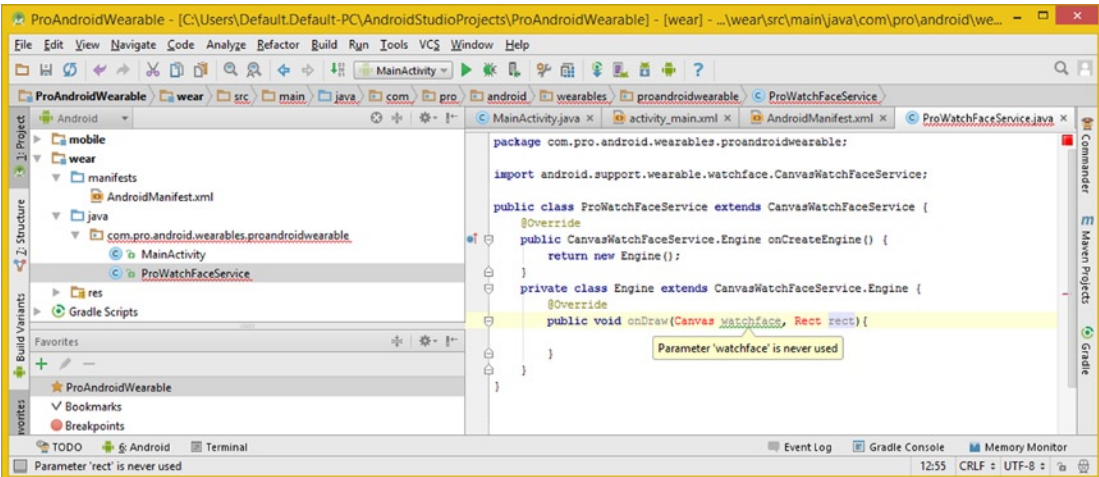 ProAndroidWearable - [C:\Users\Default.Default-PC\AndroidStudioProjects\ProAndroidWearable] - [wear] - ...\wear\src\main\java\com\pro\android\we...
File Edit View Navigate Code Analyze Refactor Build Run Tools VCS Window Help
MainActivity
ProAndroidWearable wear src main java com pro android wearables proandroidwearable ProWatchFaceService
Android
MainActivity.java × activity_main.xml × AndroidManifest.xml × ProWatchFaceService.java ×
1: Project
Z: Structure
Build Variants
vorites
mobile
wear
manifests
AndroidManifest.xml
java
com.pro.android.wearables.proandroidwearable
MainActivity
ProWatchFaceService
res
Gradle Scripts
Favorites
ProAndroidWearable
Bookmarks
Breakpoints
package com.pro.android.wearables.proandroidwearable;
import android.support.wearable.watchface.CanvasWatchFaceService;
public class ProWatchFaceService extends CanvasWatchFaceService {
@Override
public CanvasWatchFaceService.Engine onCreateEngine() {
return new Engine();
}
private class Engine extends CanvasWatchFaceService.Engine {
@Override
public void onDraw(Canvas watchface, Rect rect){
Parameter 'watchface' is never used
}
}
}
Commander
m Maven Projects
Gradle
TODO 6: Android Terminal Event Log Gradle Console Memory Monitor
Parameter 'rect' is never used 12:55 CRLF UTF-8